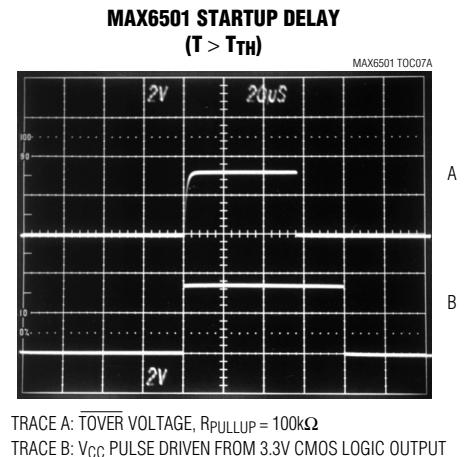 MAX6501 STARTUP DELAY
(T > TTH)
MAX6501 TOC07A
2V 20uS
100
90
A
B
10
0%
2V
TRACE A: TOVER VOLTAGE, RPULLUP = 100kΩ
TRACE B: VCC PULSE DRIVEN FROM 3.3V CMOS LOGIC OUTPUT